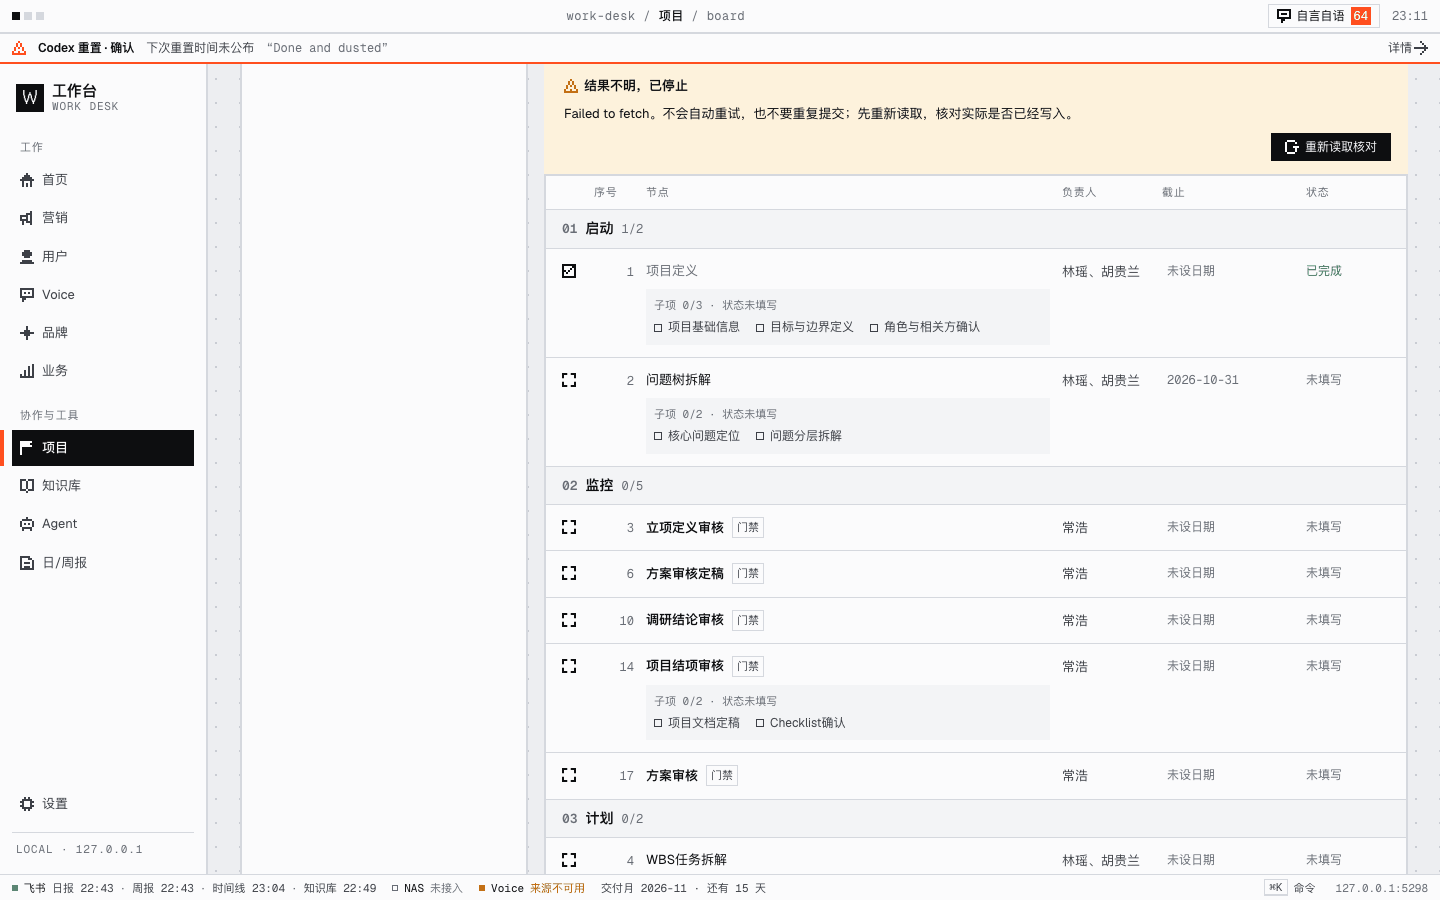 work-desk / 项目 / board
自言自语 64 23:11
Codex 重置·确认 下次重置时间未公布 “Done and dusted”
详情
W 工作台
WORK DESK
工作
首页
营销
用户
Voice
品牌
业务
协作与工具
项目
知识库
Agent
日/周报
设置
LOCAL · 127.0.0.1
结果不明，已停止
Failed to fetch。不会自动重试，也不要重复提交；先重新读取，核对实际是否已经写入。
重新读取核对
序号 节点 负责人 截止 状态
01 启动 1/2
1 项目定义 林瑶、胡贵兰 未设日期 已完成
子项 0/3 · 状态未填写
项目基础信息 目标与边界定义 角色与相关方确认
2 问题树拆解 林瑶、胡贵兰 2026-10-31 未填写
子项 0/2 · 状态未填写
核心问题定位 问题分层拆解
02 监控 0/5
3 立项定义审核 门禁 常浩 未设日期 未填写
6 方案审核定稿 门禁 常浩 未设日期 未填写
10 调研结论审核 门禁 常浩 未设日期 未填写
14 项目结项审核 门禁 常浩 未设日期 未填写
子项 0/2 · 状态未填写
项目文档定稿 Checklist确认
17 方案审核 门禁 常浩 未设日期 未填写
03 计划 0/2
4 WBS任务拆解 林瑶、胡贵兰 未设日期 未填写
飞书 日报 22:43 · 周报 22:43 · 时间线 23:04 · 知识库 22:49 NAS 未接入 Voice 来源不可用 交付月 2026-11 · 还有 15 天
⌘K 命令 127.0.0.1:5298